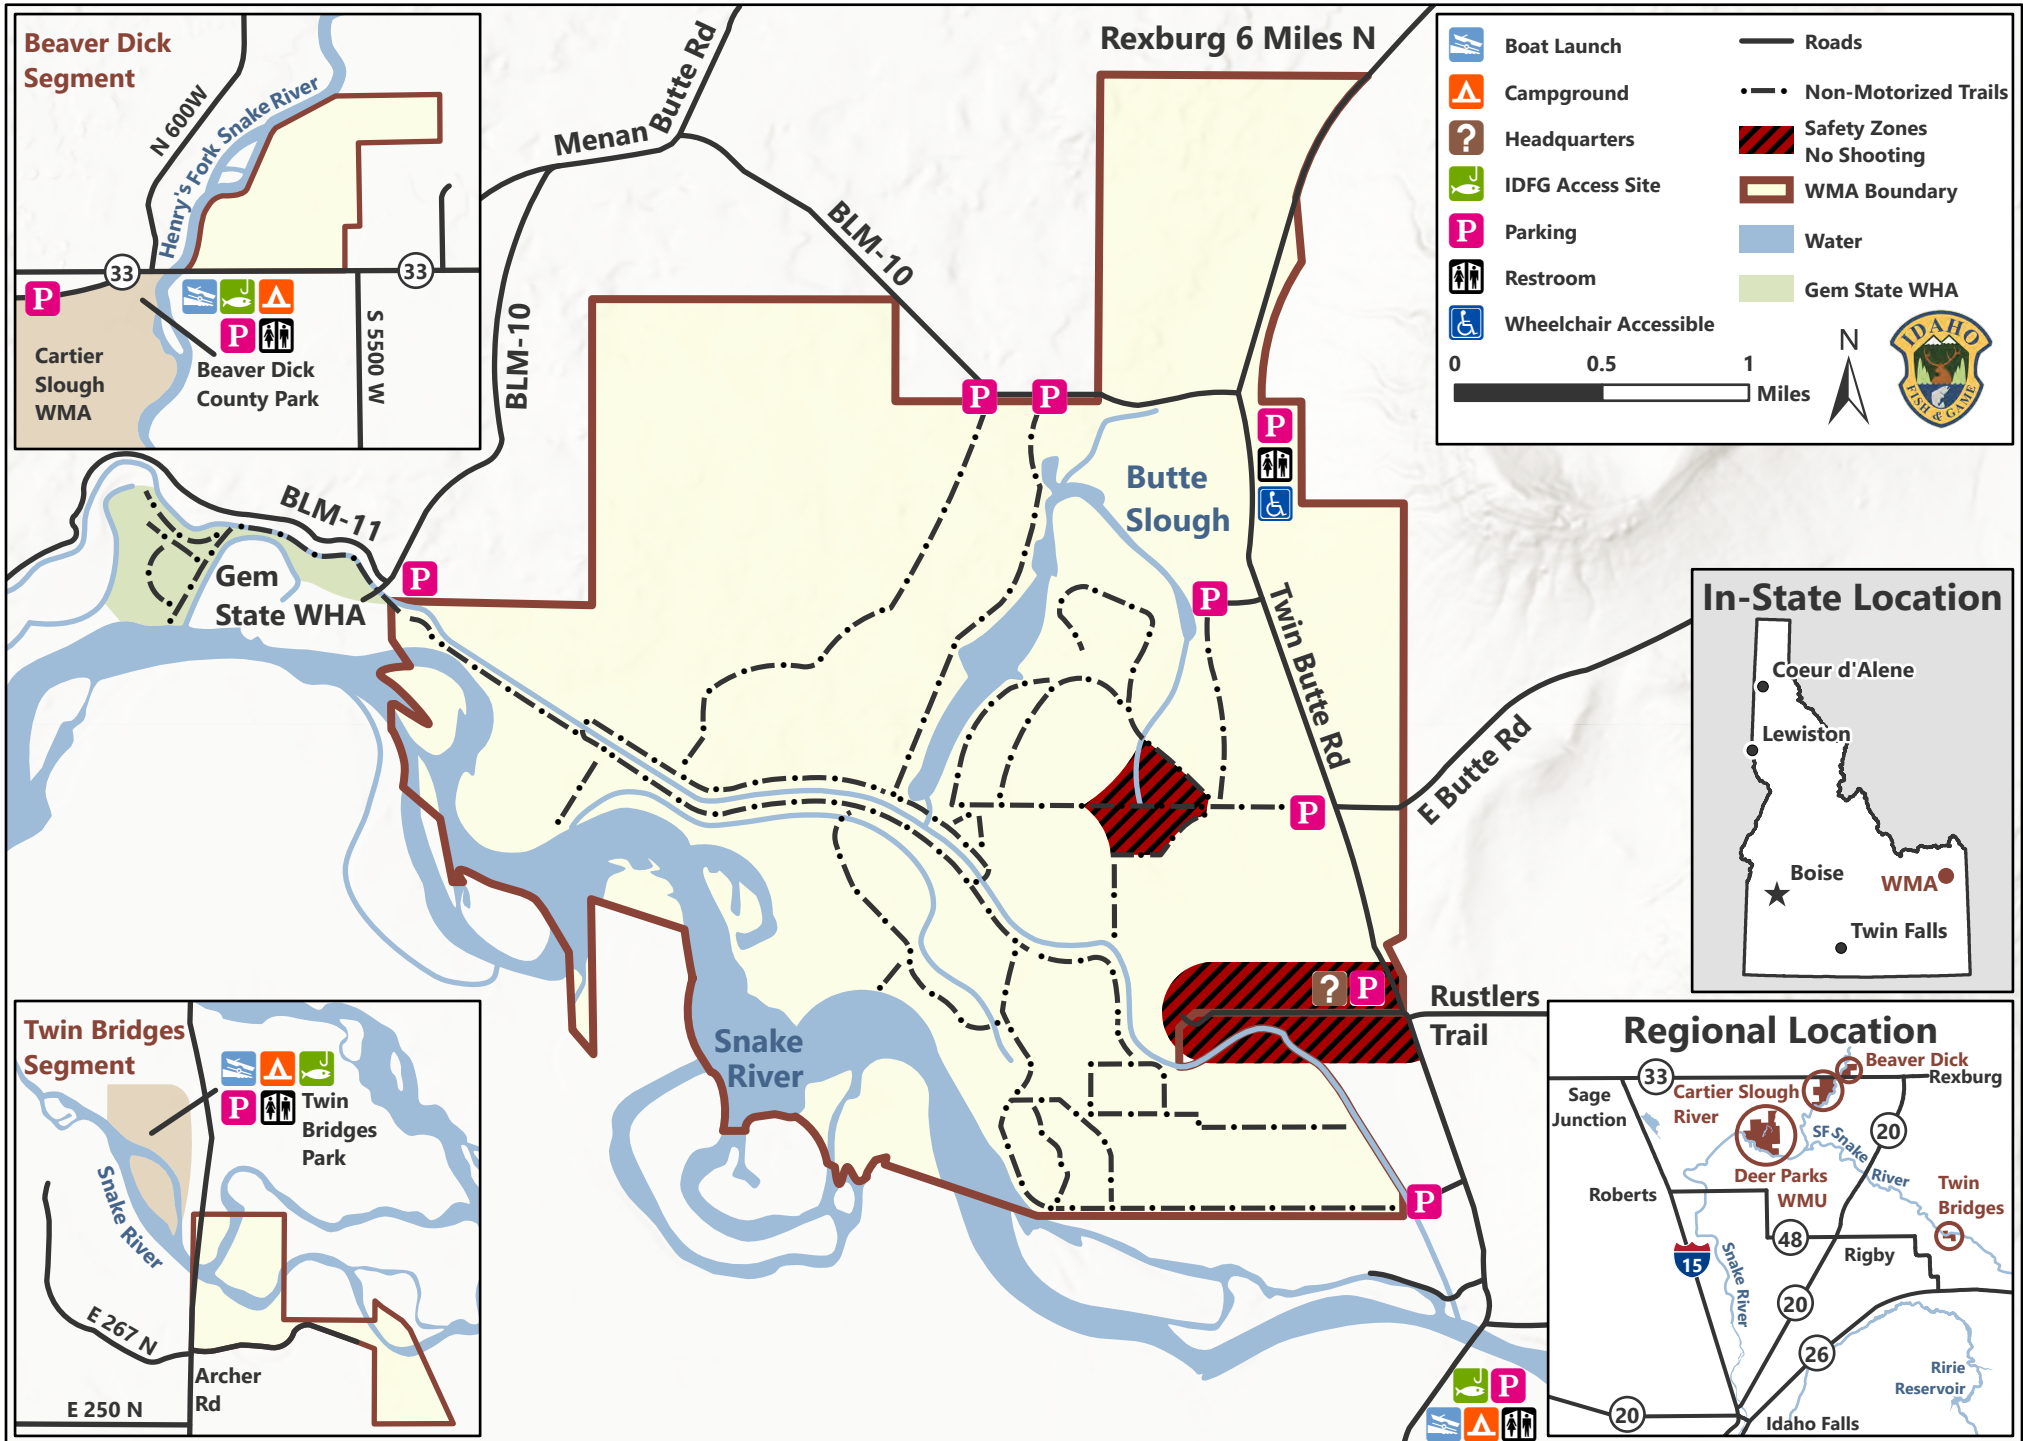 Beaver Dick
Segment
N 600W
Henry's Fork Snake River
33
33
P
P
Cartier
Slough
WMA
Beaver Dick
County Park
S 5500 W
Rexburg 6 Miles N
Menan Butte Rd
BLM-10
BLM-10
BLM-11
P
P
P
P
P
P
P
P
Butte
Slough
Gem
State WHA
Twin Butte Rd
E Butte Rd
? P
Rustlers
Trail
Snake
River
Boat Launch
Campground
? Headquarters
IDFG Access Site
P Parking
Restroom
Wheelchair Accessible
Roads
Non-Motorized Trails
Safety Zones
No Shooting
WMA Boundary
Water
Gem State WHA
0 0.5 1
Miles
N
IDAHO
FISH & GAME
In-State Location
Coeur d'Alene
Lewiston
Boise
WMA
Twin Falls
Twin Bridges
Segment
P
Twin
Bridges
Park
Snake River
E 267 N
Archer
Rd
E 250 N
Regional Location
33
Beaver Dick
Rexburg
Sage
Junction
Cartier Slough
River
20
SF Snake River
Deer Parks
WMU
Roberts
Twin
Bridges
48
Rigby
15
Snake River
20
26
Ririe
Reservoir
20
Idaho Falls